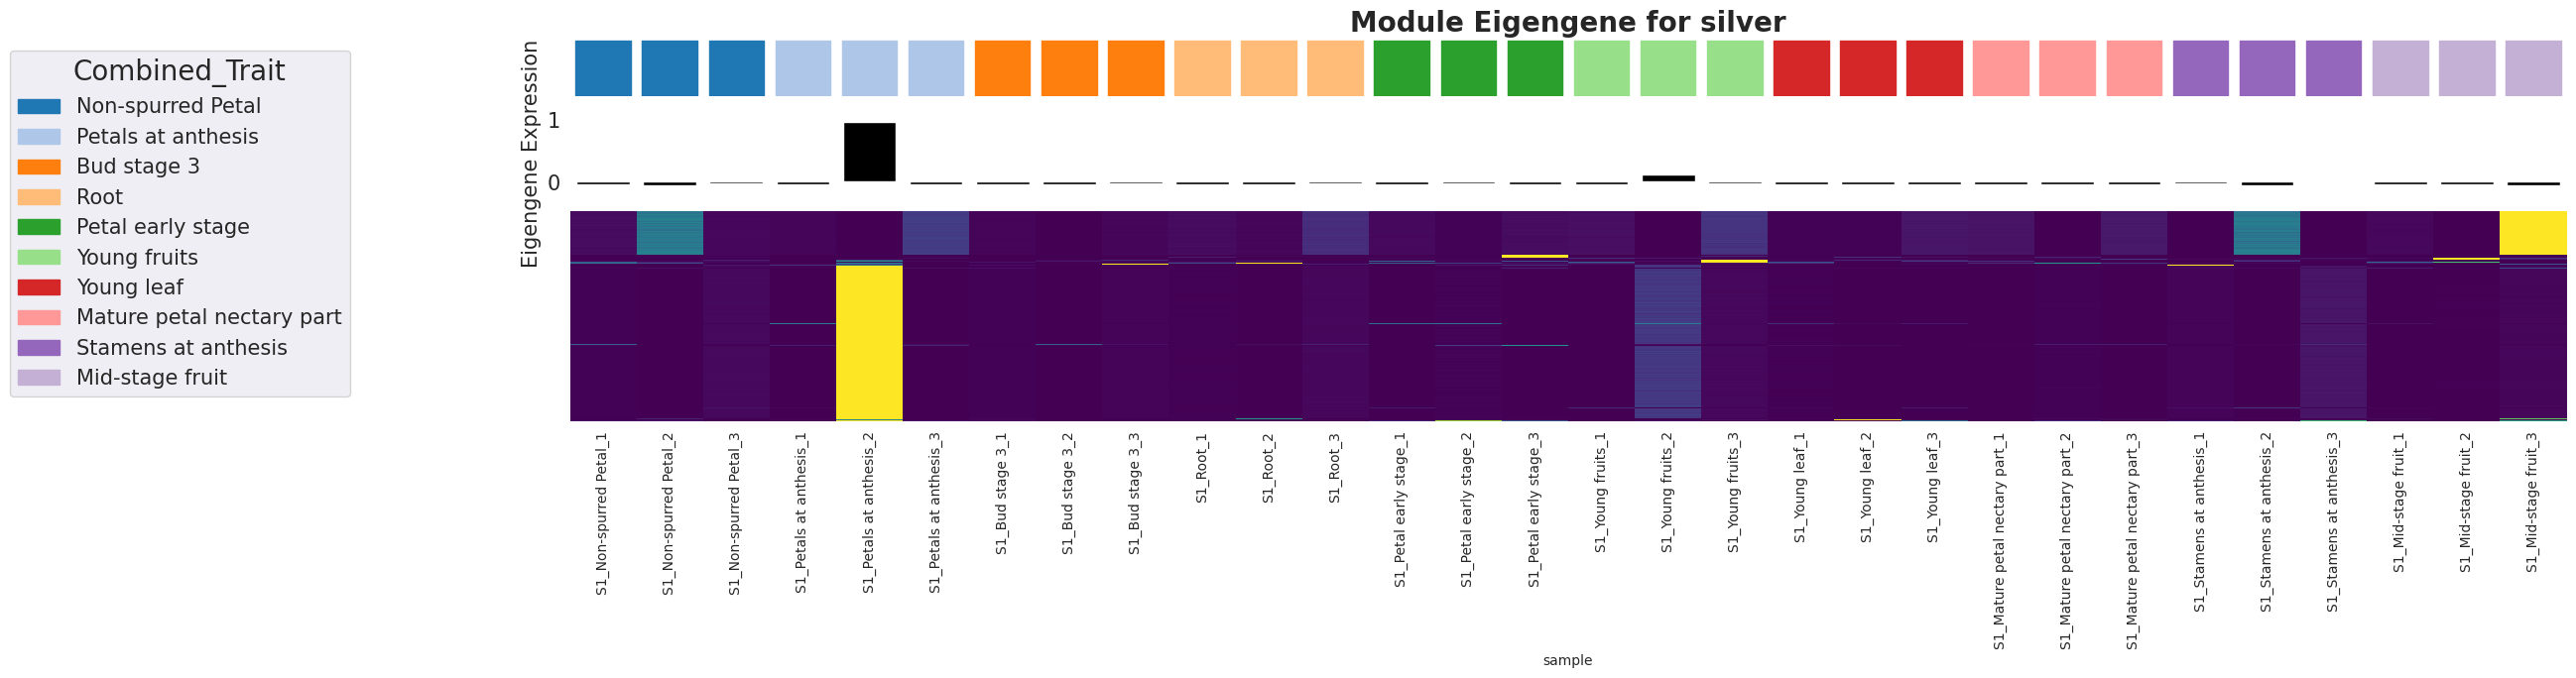 Module Eigengene for silver
Combined_Trait
Non-spurred Petal
Petals at anthesis
Bud stage 3
Root
Petal early stage
Young fruits
Young leaf
Mature petal nectary part
Stamens at anthesis
Mid-stage fruit
Eigengene Expression
1
0
S1_Non-spurred Petal_1
S1_Non-spurred Petal_2
S1_Non-spurred Petal_3
S1_Petals at anthesis_1
S1_Petals at anthesis_2
S1_Petals at anthesis_3
S1_Bud stage 3_1
S1_Bud stage 3_2
S1_Bud stage 3_3
S1_Root_1
S1_Root_2
S1_Root_3
S1_Petal early stage_1
S1_Petal early stage_2
S1_Petal early stage_3
S1_Young fruits_1
S1_Young fruits_2
S1_Young fruits_3
S1_Young leaf_1
S1_Young leaf_2
S1_Young leaf_3
S1_Mature petal nectary part_1
S1_Mature petal nectary part_2
S1_Mature petal nectary part_3
S1_Stamens at anthesis_1
S1_Stamens at anthesis_2
S1_Stamens at anthesis_3
S1_Mid-stage fruit_1
S1_Mid-stage fruit_2
S1_Mid-stage fruit_3
sample